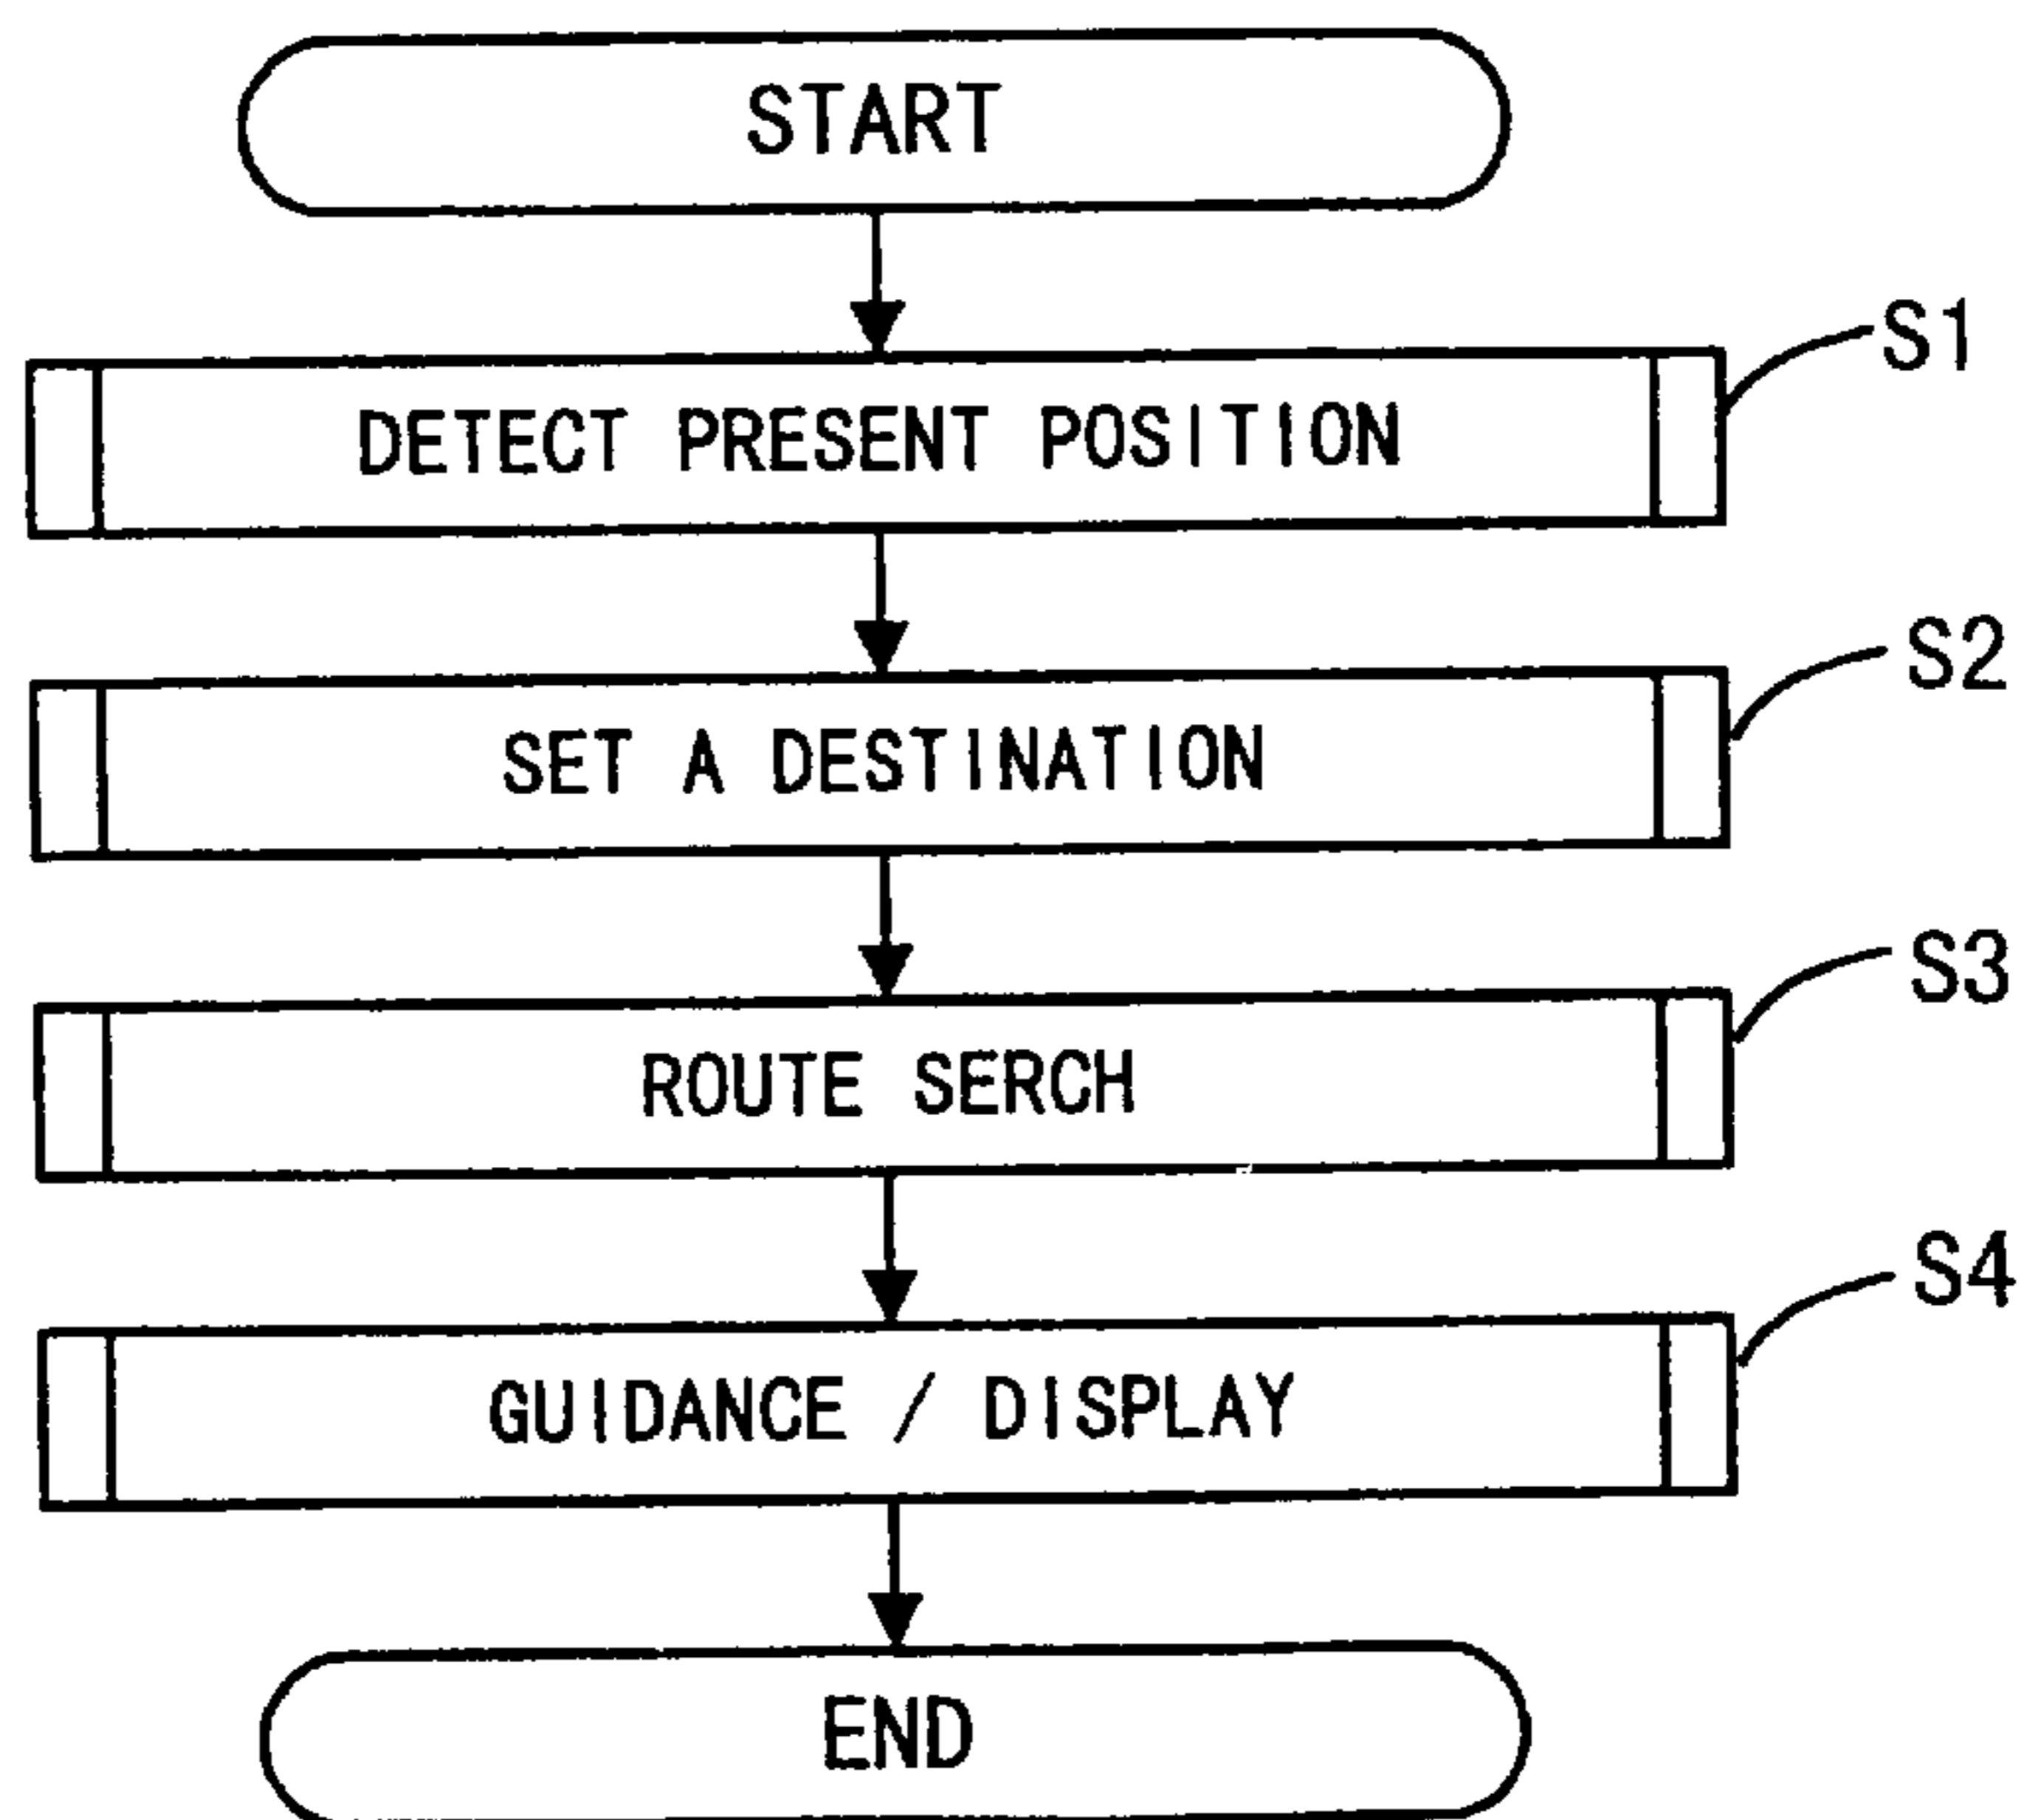 START
S1
DETECT PRESENT POSITION
S2
SET A DESTINATION
S3
ROUTE SERCH
S4
GUIDANCE / DISPLAY
END